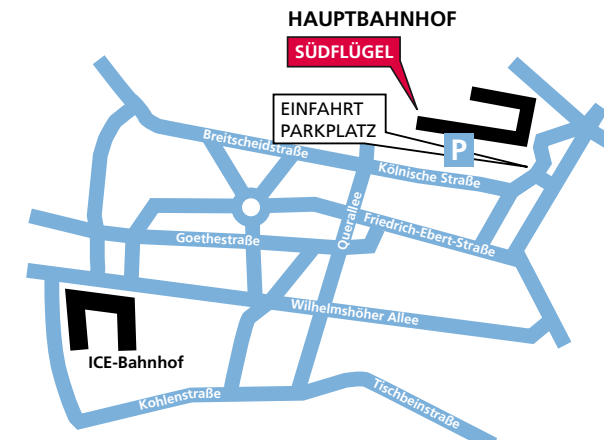 HAUPTBAHNHOF
SÜDFLÜGEL
EINFAHRT
PARKPLATZ
P
Breitscheidstraße
Kölnische Straße
Querallee
Friedrich-Ebert-Straße
Goethestraße
Wilhelmshöher Allee
ICE-Bahnhof
Kohlenstraße
Tischbeinstraße